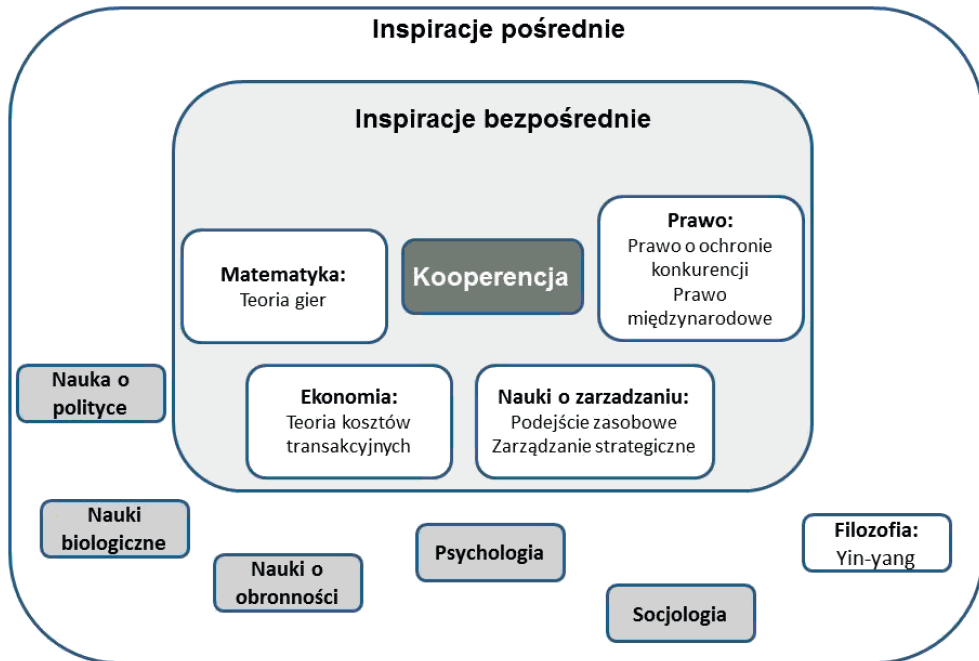 Inspiracje pośrednie
Inspiracje bezpośrednie
Prawo:
Prawo o ochronie
konkurencji
Prawo
międzynarodowe
Matematyka:
Teoria gier
Kooperencja
Ekonomia:
Teoria kosztów
transakcyjnych
Nauki o zarzadzaniu:
Podejście zasobowe
Zarządzanie strategiczne
Nauka o
polityce
Nauki
biologiczne
Nauki o
obronności
Psychologia
Socjologia
Filozofia:
Yin-yang